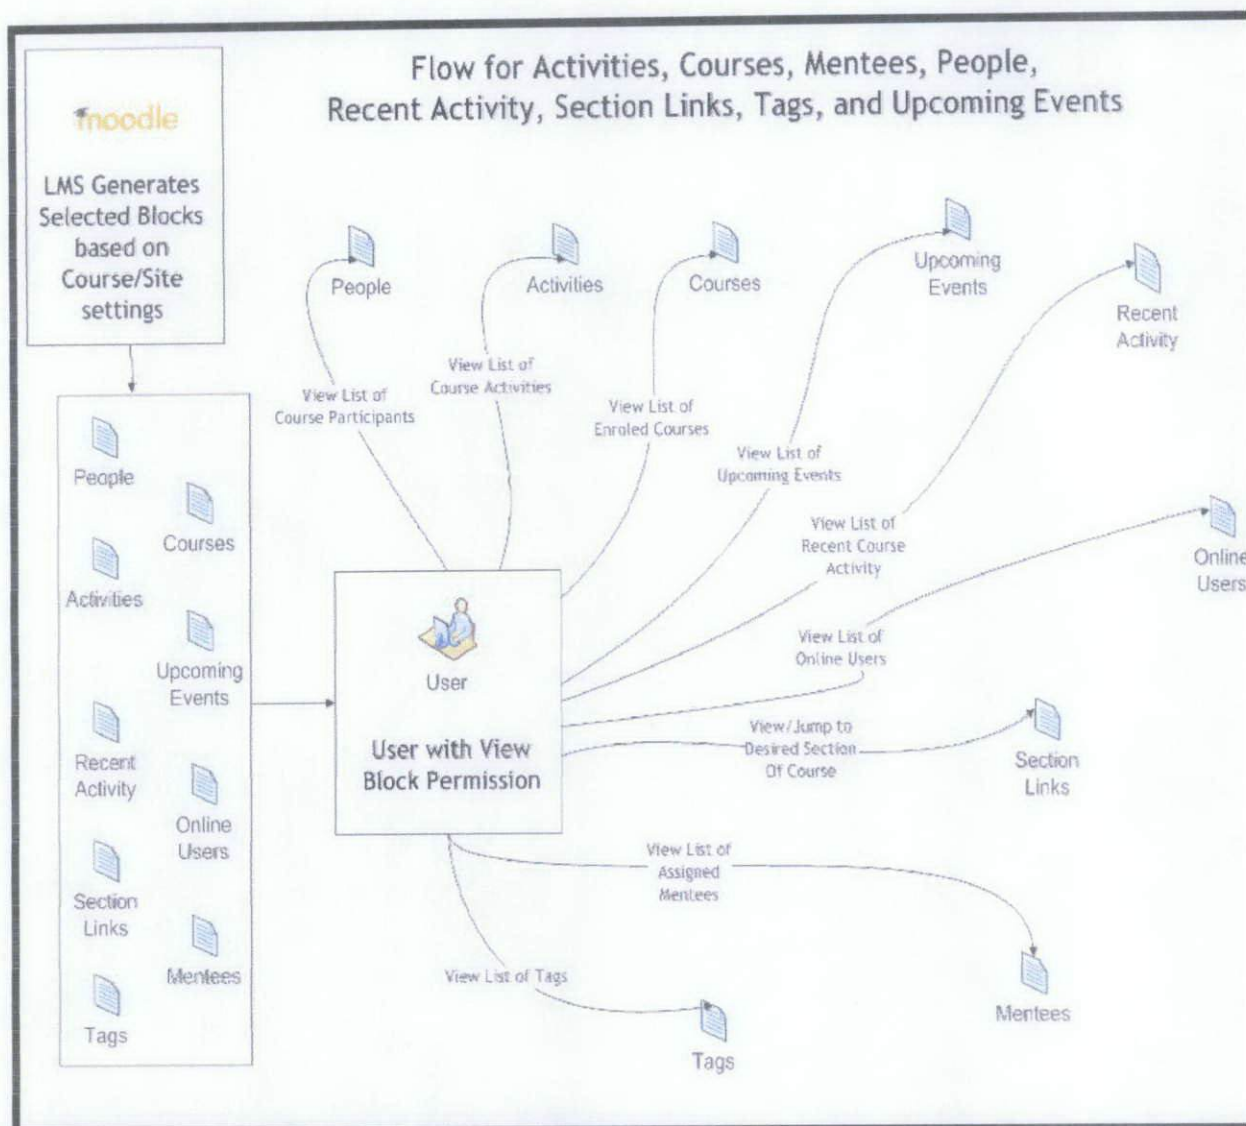 Flow for Activities, Courses, Mentees, People,
Recent Activity, Section Links, Tags, and Upcoming Events
moodle
LMS Generates
Selected Blocks
based on
Course/Site
settings
People
Activities
Courses
Upcoming
Events
Recent
Activity
View List of
Course Participants
View List of
Course Activities
View List of
Enroled Courses
View List of
Upcoming Events
View List of
Recent Course
Activity
Online
Users
View List of
Online Users
People
Courses
Activities
Upcoming
Events
Recent
Activity
Online
Users
Section
Links
Mentees
Tags
User
User with View
Block Permission
View/Jump to
Desired Section
Of Course
Section
Links
View List of
Assigned
Mentees
Mentees
View List of Tags
Tags